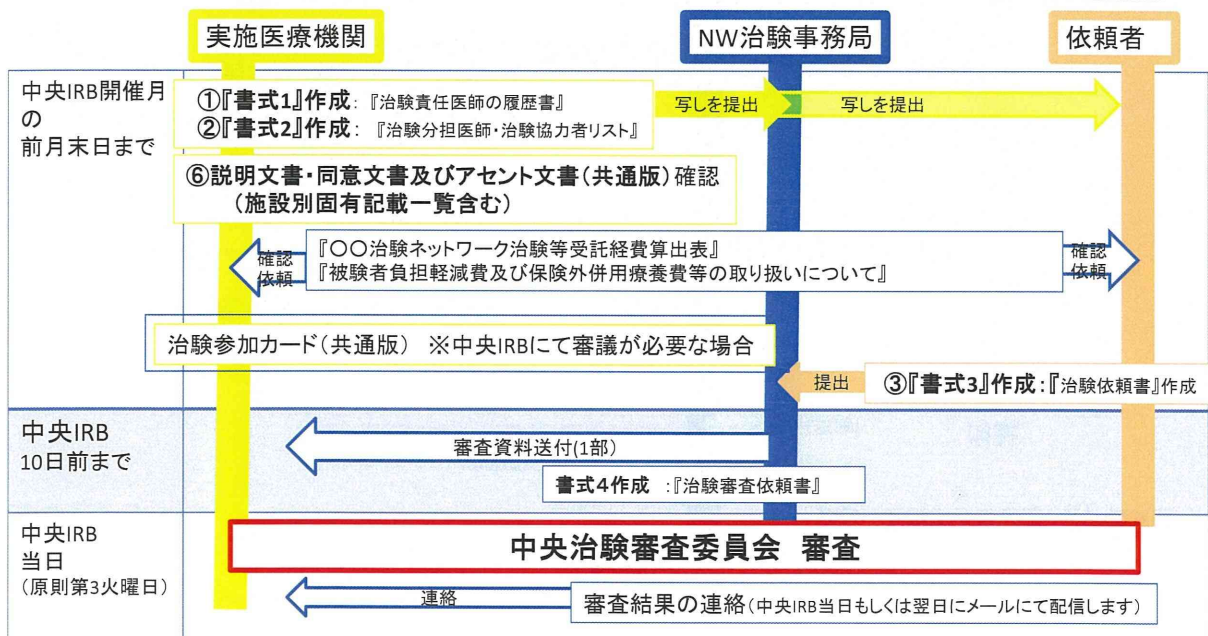 実施医療機関
NW治験事務局
依頼者
中央IRB開催月
の
前月末日まで
①『書式1』作成：『治験責任医師の履歴書』
②『書式2』作成：『治験分担医師・治験協力者リスト』
写しを提出
写しを提出
⑥説明文書・同意文書及びアセント文書(共通版)確認
(施設別固有記載一覧含む)
確認
依頼
『〇〇治験ネットワーク治験等受託経費算出表』
『被験者負担軽減費及び保険外併用療養費等の取り扱いについて』
確認
依頼
治験参加カード(共通版) ※中央IRBにて審議が必要な場合
提出
③『書式3』作成：『治験依頼書』作成
中央IRB
10日前まで
審査資料送付(1部)
書式4作成 ：『治験審査依頼書』
中央IRB
当日
(原則第3火曜日)
中央治験審査委員会 審査
連絡
審査結果の連絡(中央IRB当日もしくは翌日にメールにて配信します)